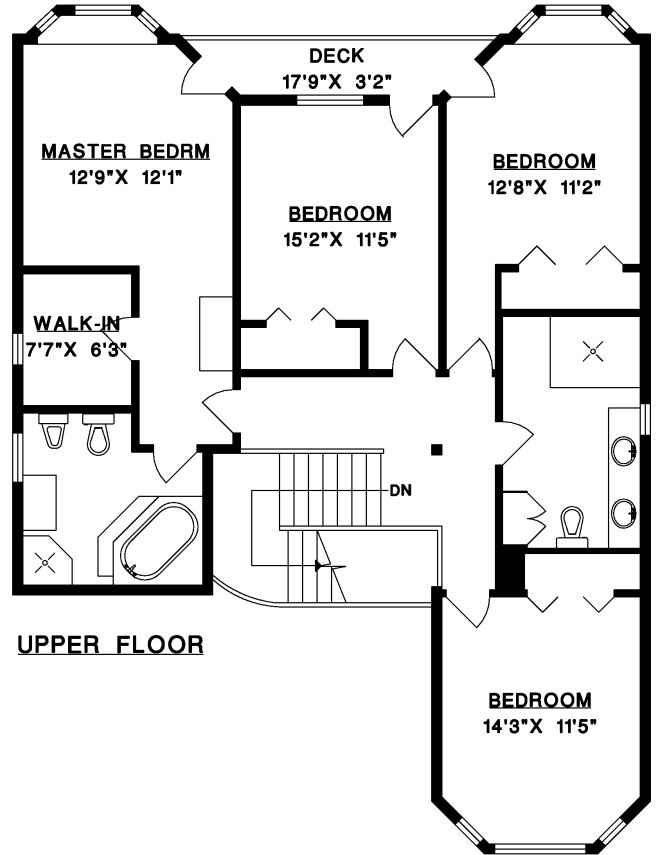 DECK
17'9"X 3'2"
MASTER BEDRM
12'9"X 12'1"
BEDROOM
12'8"X 11'2"
BEDROOM
15'2"X 11'5"
WALK-IN
7'7"X 6'3"
DN
UPPER FLOOR
BEDROOM
14'3"X 11'5"